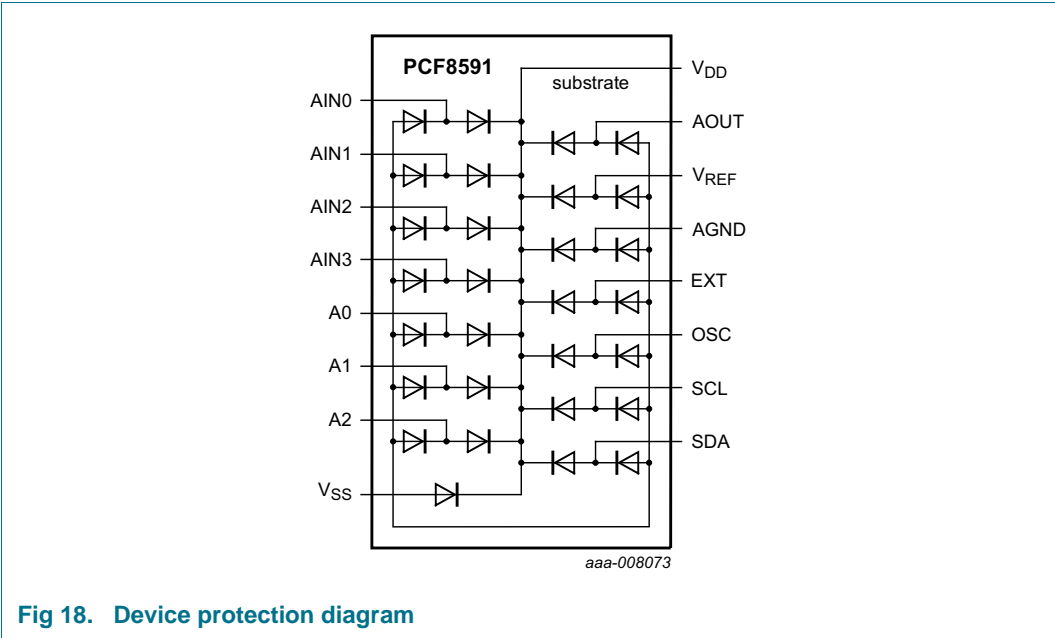 PCF8591
substrate
VDD
AIN0
AOUT
AIN1
VREF
AIN2
AGND
AIN3
EXT
A0
OSC
A1
SCL
A2
SDA
VSS
aaa-008073
Fig 18. Device protection diagram